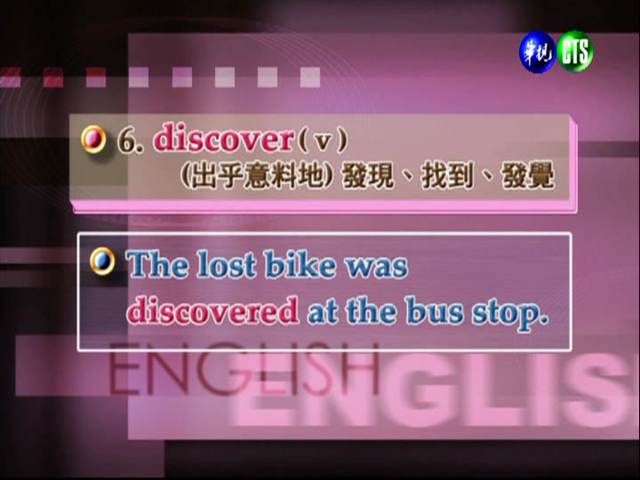 華視 CTS
6. discover (v)
(出乎意料地) 發現、找到、發覺
The lost bike was
discovered at the bus stop.
ENGLISH
ENGLIS